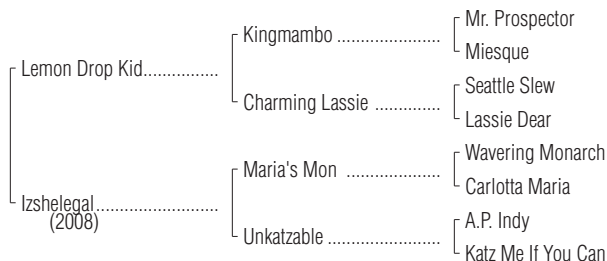 Mr. Prospector
Kingmambo .......................
Miesque
Lemon Drop Kid................
Seattle Slew
Charming Lassie ..............
Lassie Dear
Wavering Monarch
Maria's Mon .....................
Carlotta Maria
Izshelegal..........................
(2008)
A.P. Indy
Unkatzable ........................
Katz Me If You Can